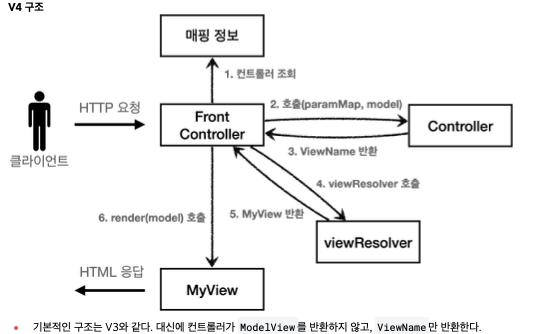 V4 구조
매핑 정보
1. 컨트롤러 조회
HTTP 요청
2. 호출(paramMap, model)
Front
Controller
Controller
클라이언트
3. ViewName 반환
4. viewResolver 호출
6. render(model) 호출
5. MyView 반환
viewResolver
HTML 응답
MyView
• 기본적인 구조는 V3와 같다. 대신에 컨트롤러가 ModelView 를 반환하지 않고, ViewName 만 반환한다.